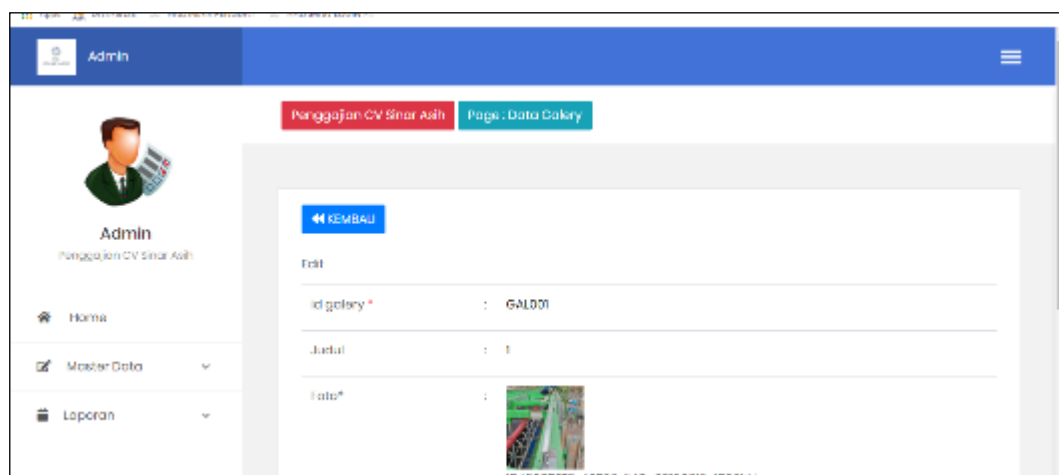 Admin
Penggajian CV Sinar Asih
Page : Data Galery
Admin
Penggajian CV Sinar Asih
Home
Master Data
Laporan
KEMBALI
Edit
id galery * : GAL001
Judul : 1
Foto* :